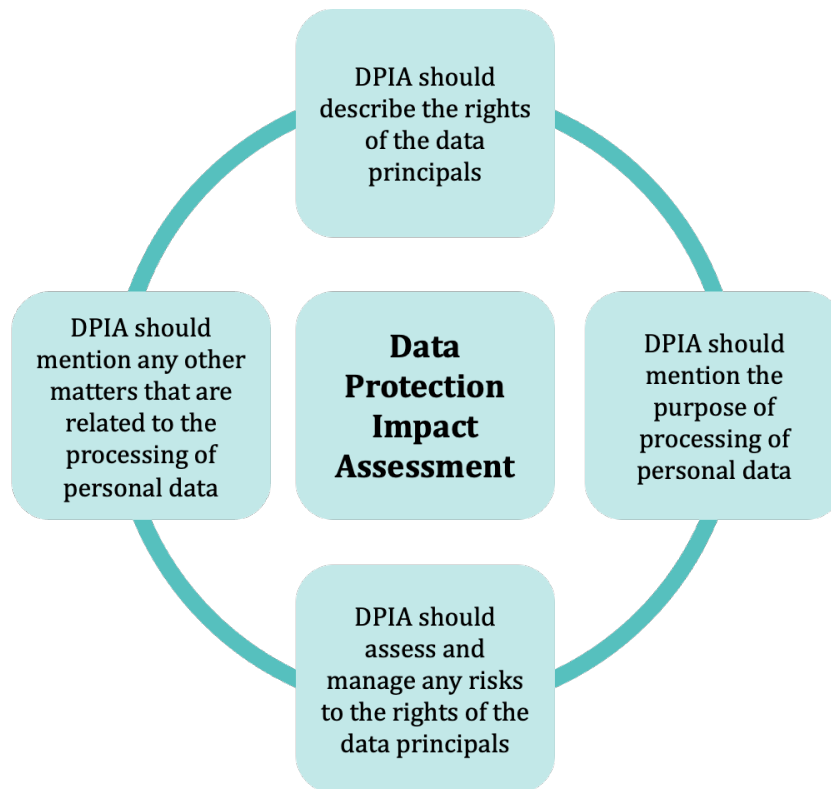 DPIA should
describe the rights
of the data
principals
DPIA should
mention any other
matters that are
related to the
processing of
personal data
Data
Protection
Impact
Assessment
DPIA should
mention the
purpose of
processing of
personal data
DPIA should
assess and
manage any risks
to the rights of the
data principals